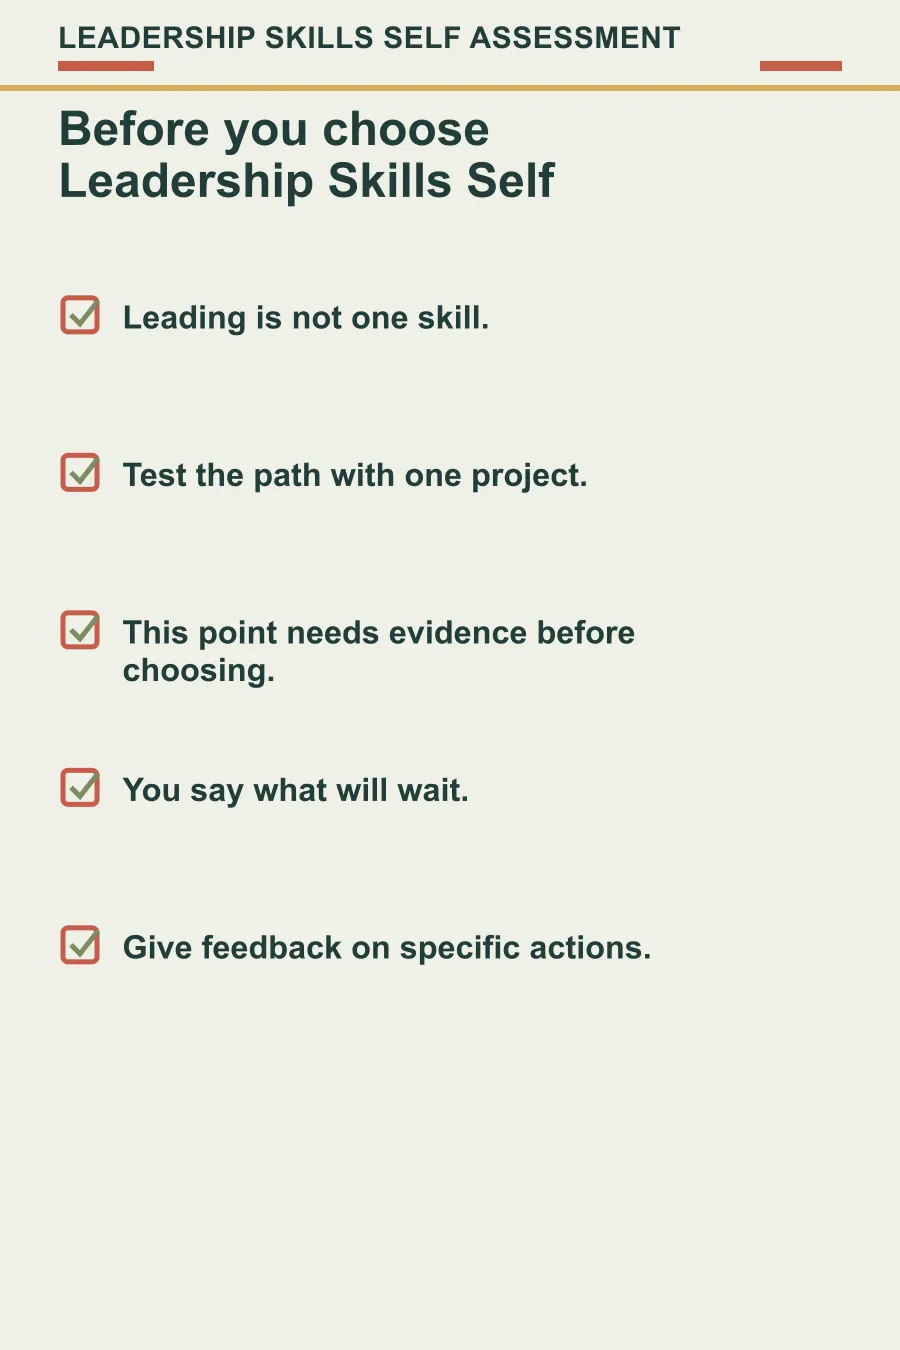 LEADERSHIP SKILLS SELF ASSESSMENT
Before you choose
Leadership Skills Self
Leading is not one skill.
Test the path with one project.
This point needs evidence before
choosing.
You say what will wait.
Give feedback on specific actions.